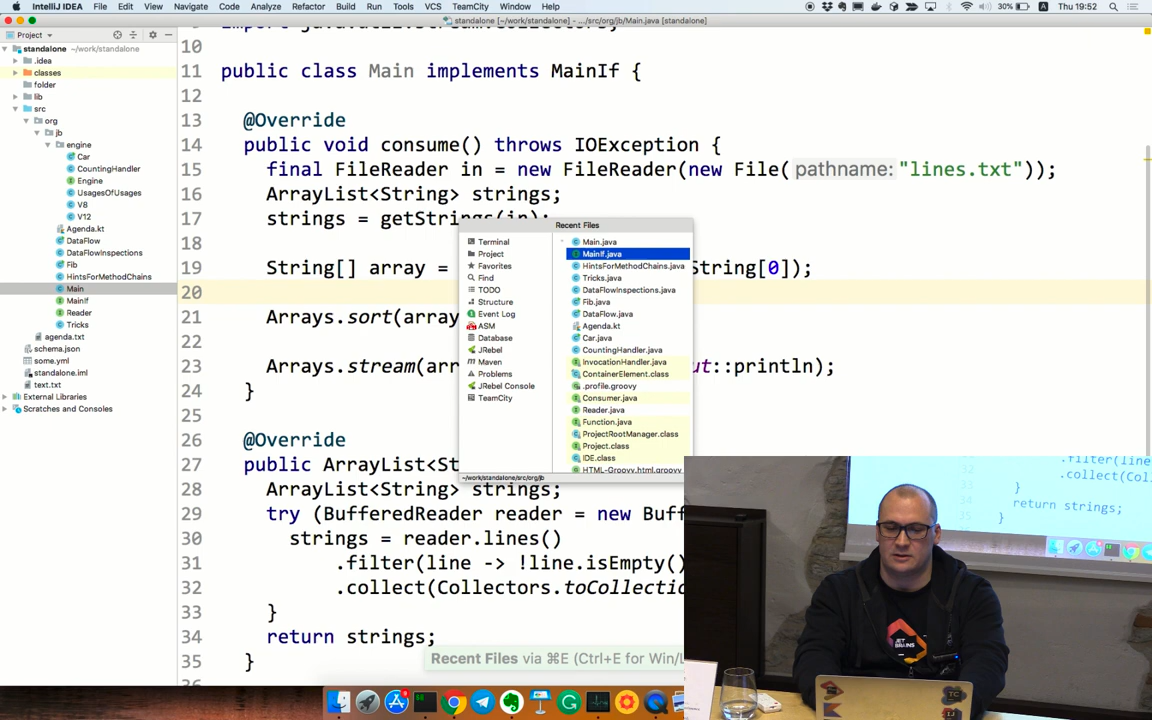 IntelliJ IDEA File Edit View Navigate Code Analyze Refactor Build Run Tools VCS TeamCity Window Help 30% Thu 19:52
standalone [~/work/standalone] - .../src/org/jb/Main.java [standalone]
Project
standalone ~/work/standalone
.idea
classes
folder
lib
src
org
jb
engine
Car
CountingHandler
Engine
UsagesOfUsages
V8
V12
Agenda.kt
DataFlow
DataFlowInspections
Fib
HintsForMethodChains
Main
MainIf
Reader
Tricks
agenda.txt
schema.json
some.yml
standalone.iml
text.txt
External Libraries
Scratches and Consoles
10
11 public class Main implements MainIf {
12
13 @Override
14 public void consume() throws IOException {
15 final FileReader in = new FileReader(new File( pathname: "lines.txt"));
16 ArrayList<String> strings;
17 strings = getStrings(in);
18
19 String[] array = String[0]);
20
21 Arrays.sort(array
22
23 Arrays.stream(arr ut::println);
24 }
25
26 @Override
27 public ArrayList<St
28 ArrayList<String> strings;
29 try (BufferedReader reader = new Buff
30 strings = reader.lines()
31 .filter(line -> !line.isEmpty()
32 .collect(Collectors.toCollectio
33 }
34 return strings;
35 }
Recent Files
Terminal
Project
Favorites
Find
TODO
Structure
Event Log
ASM
Database
JRebel
Maven
Problems
JRebel Console
TeamCity
Main.java
MainIf.java
HintsForMethodChains.java
Tricks.java
DataFlowInspections.java
Fib.java
DataFlow.java
Agenda.kt
Car.java
CountingHandler.java
InvocationHandler.java
ContainerElement.class
.profile.groovy
Consumer.java
Reader.java
Function.java
ProjectRootManager.class
Project.class
IDE.class
HTML-Groovy.html.groovy
~/work/standalone/src/org/jb
Recent Files via ⌘E (Ctrl+E for Win/L
.filter(line
.collect(Col
}
return strings;
}
JET
BRAINS